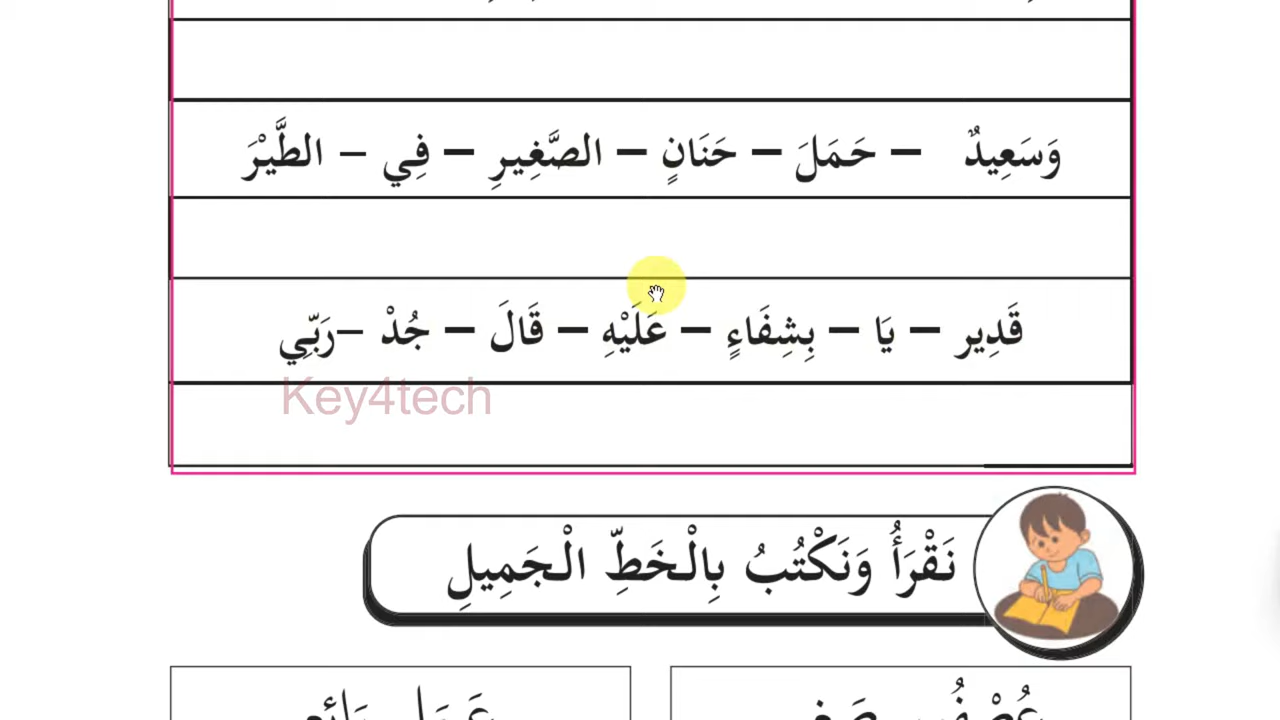 وَسَعِيدٌ – حَمَلَ – حَنَانٍ – الصَّغِيرِ – فِي – الطَّيْرَ
قَدِير – يَا – بِشِفَاءٍ – عَلَيْهِ – قَالَ – جُدْ –رَبِّي
Key4tech
نَقْرَأُ وَنَكْتُبُ بِالْخَطِّ الْجَمِيلِ